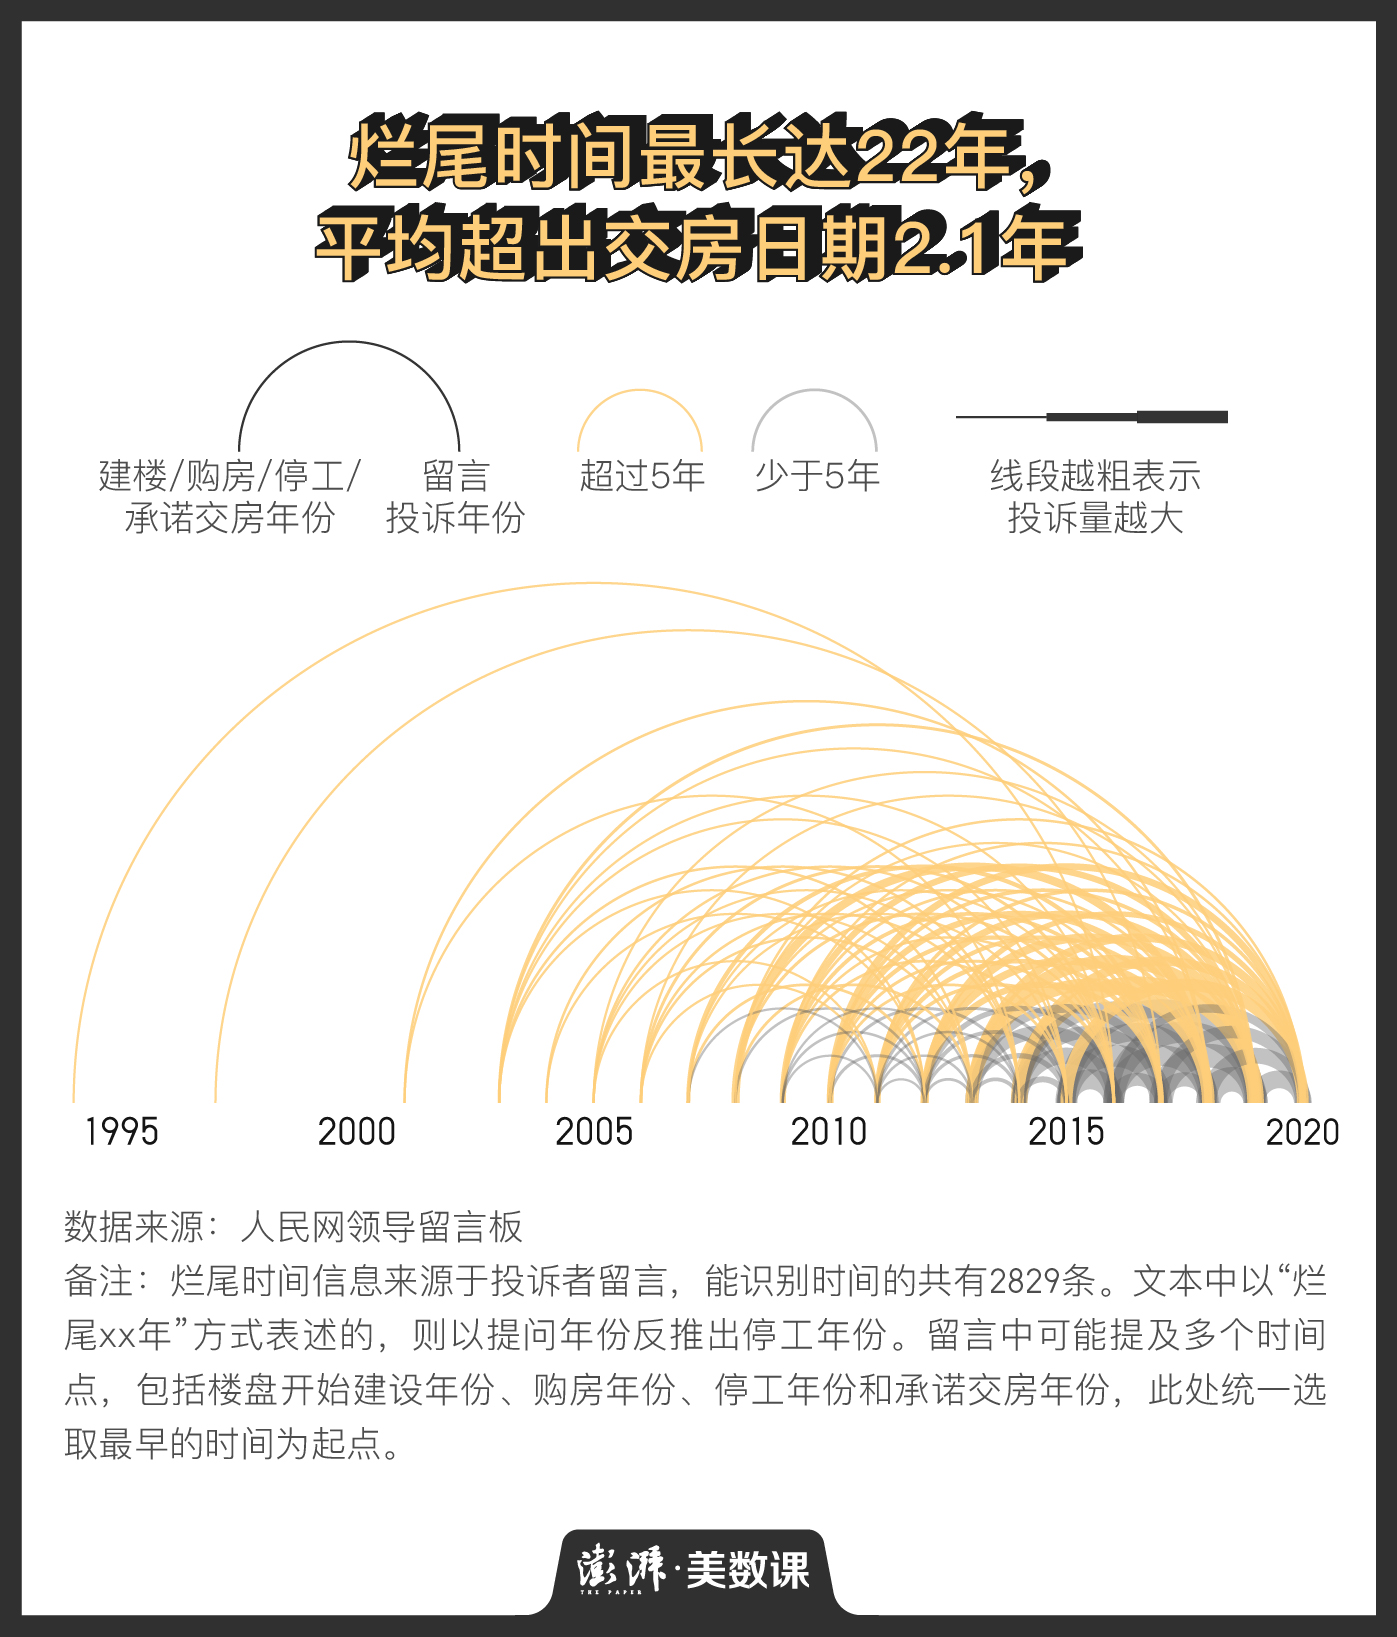 烂尾时间最长达22年，
平均超出交房日期2.1年
建楼/购房/停工/
承诺交房年份
留言
投诉年份
超过5年
少于5年
线段越粗表示
投诉量越大
1995 2000 2005 2010 2015 2020
数据来源：人民网领导留言板
备注：烂尾时间信息来源于投诉者留言，能识别时间的共有2829条。文本中以“烂
尾xx年”方式表述的，则以提问年份反推出停工年份。留言中可能提及多个时间
点，包括楼盘开始建设年份、购房年份、停工年份和承诺交房年份，此处统一选
取最早的时间为起点。
澎湃·美数课
THE PAPER